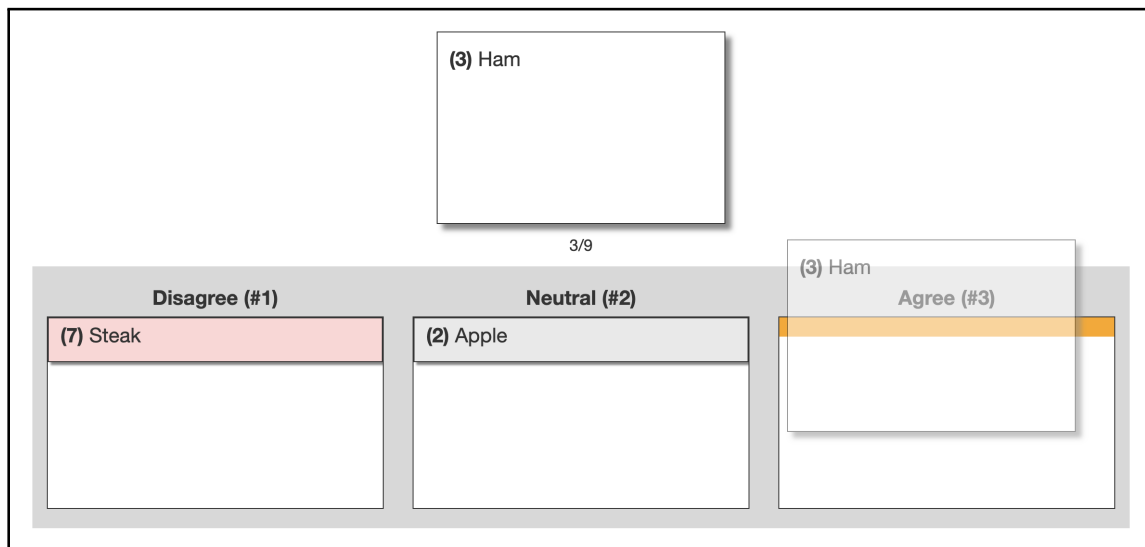 (3) Ham
3/9
(3) Ham
Disagree (#1)
Neutral (#2)
Agree (#3)
(7) Steak
(2) Apple